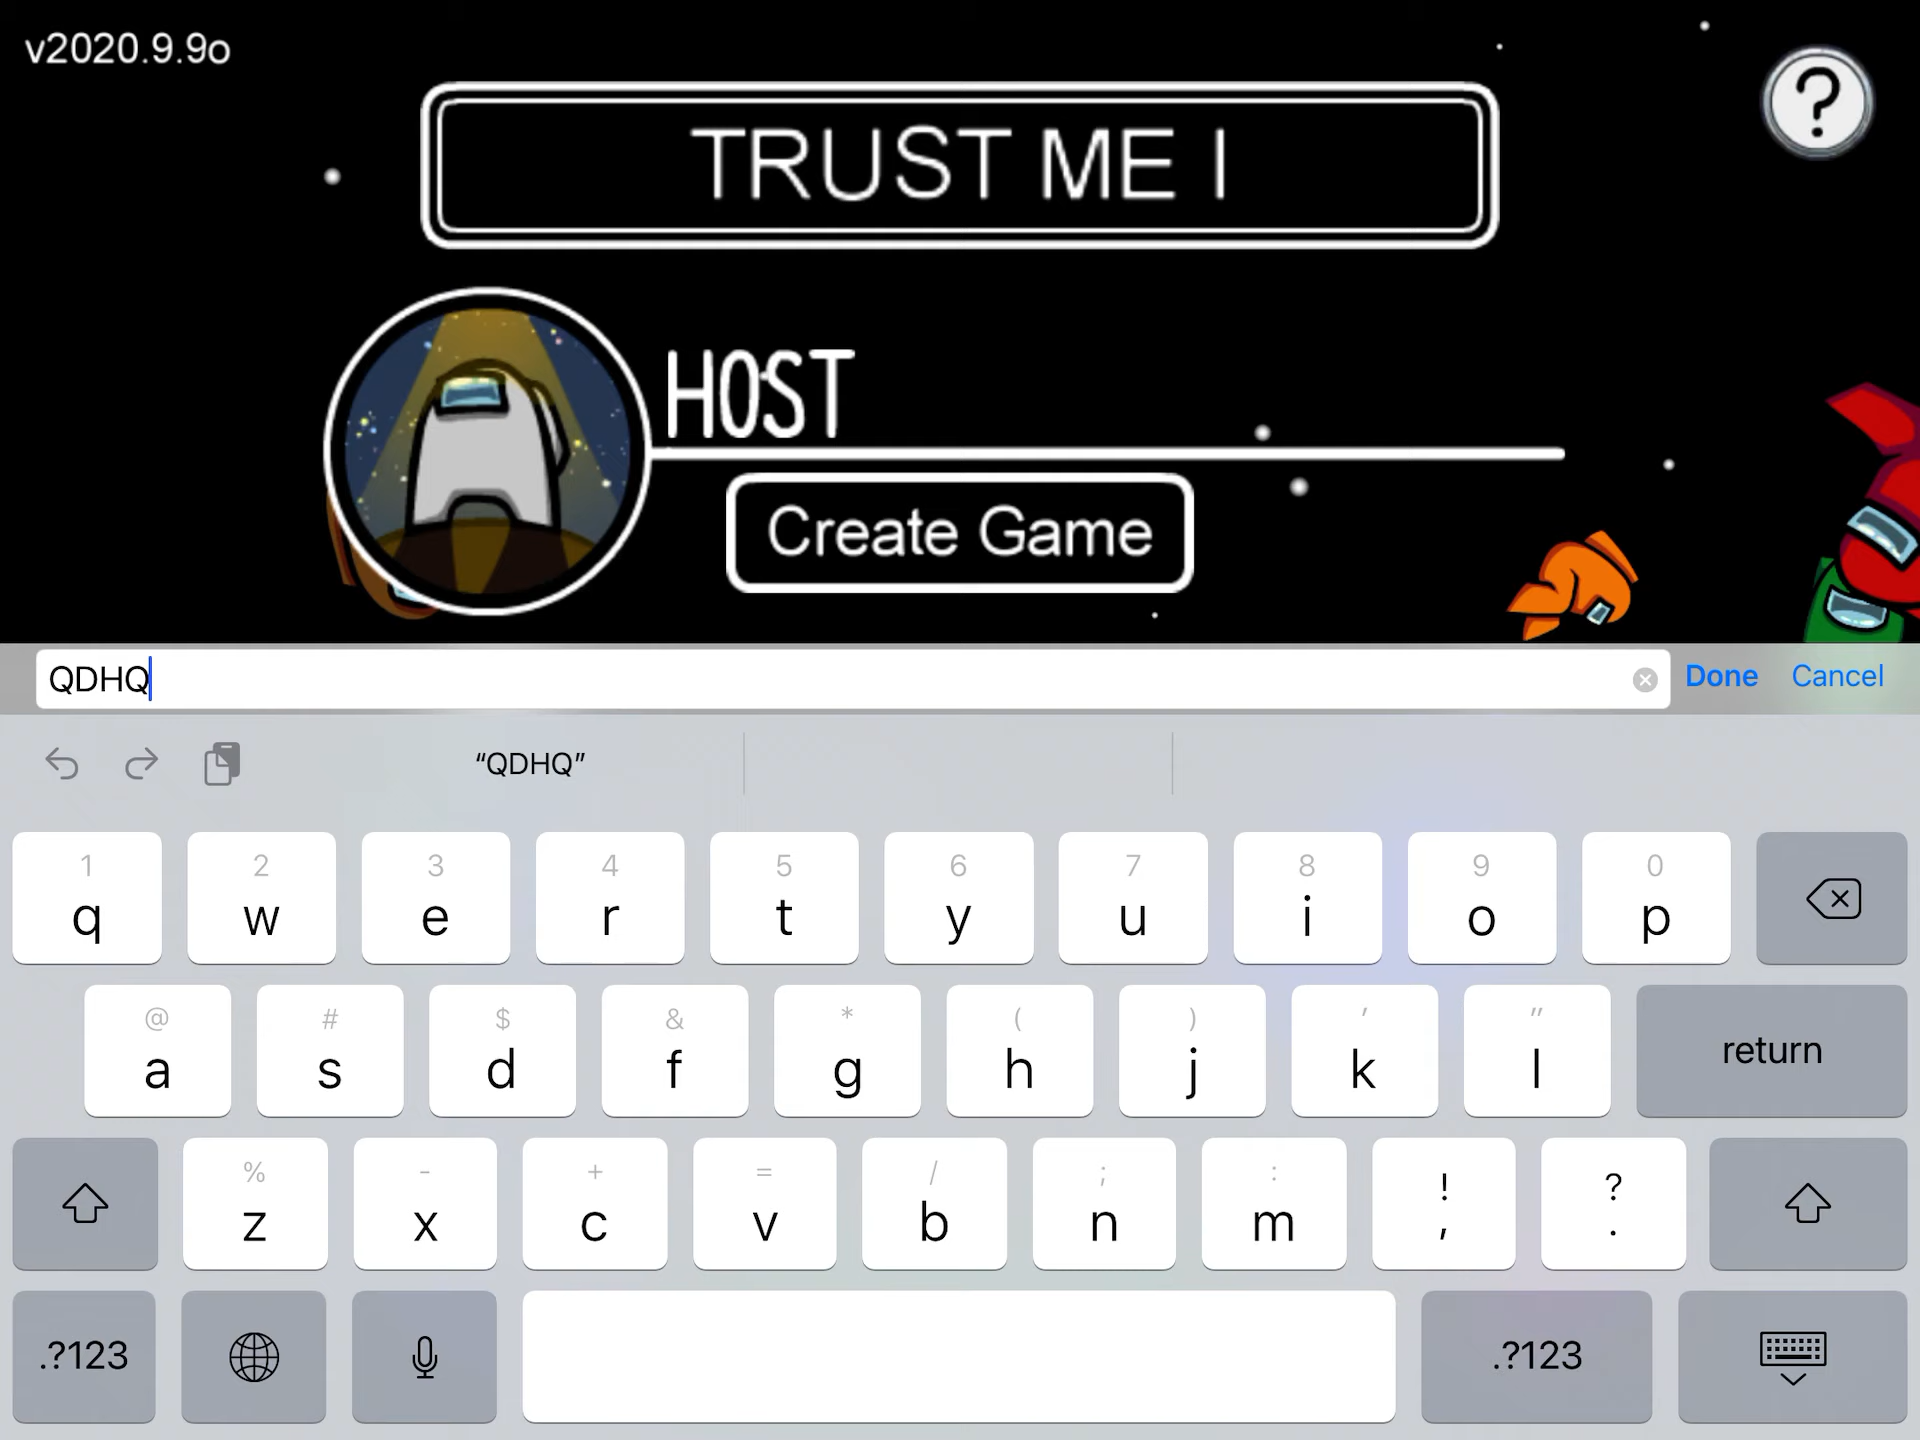 v2020.9.9o
?
TRUST ME I
HOST
Create Game
QDHQ Done Cancel
“QDHQ”
1 2 3 4 5 6 7 8 9 0
q w e r t y u i o p
@ # $ & * ( ) ' "
a s d f g h j k l return
% - + = / ; : ! ?
z x c v b n m , .
.?123 .?123